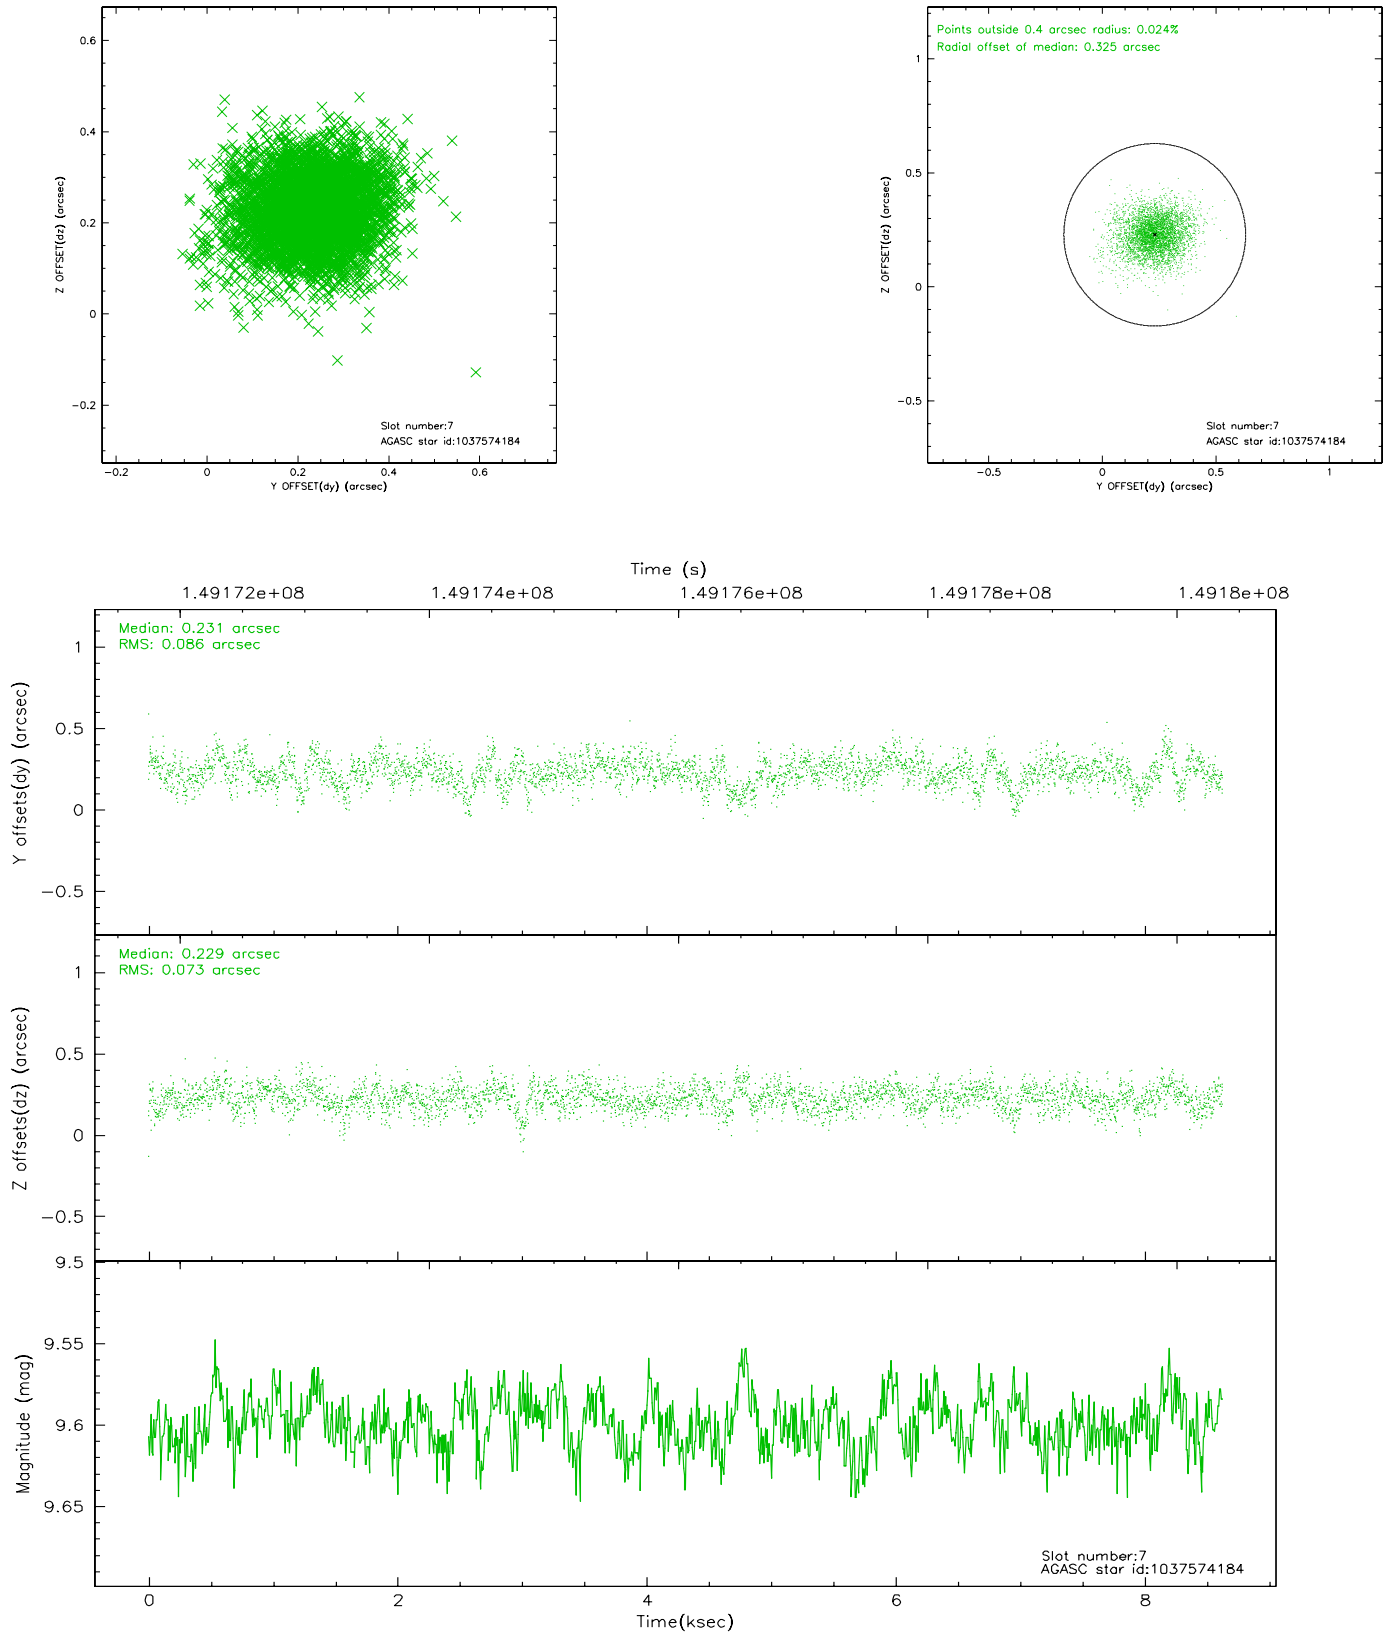 0.6
0.4
0.2
0
−0.2
Z OFFSET(dz) (arcsec)
Slot number:7
AGASC star id:1037574184
−0.2 0 0.2 0.4 0.6
Y OFFSET(dy) (arcsec)
Points outside 0.4 arcsec radius: 0.024%
Radial offset of median: 0.325 arcsec
1
0.5
0
−0.5
Z OFFSET(dz) (arcsec)
Slot number:7
AGASC star id:1037574184
−0.5 0 0.5 1
Y OFFSET(dy) (arcsec)
Time (s)
1.49172e+08 1.49174e+08 1.49176e+08 1.49178e+08 1.4918e+08
Median: 0.231 arcsec
RMS: 0.086 arcsec
1
0.5
0
−0.5
Y offsets(dy) (arcsec)
Median: 0.229 arcsec
RMS: 0.073 arcsec
1
0.5
0
−0.5
Z offsets(dz) (arcsec)
9.5
9.55
9.6
9.65
Magnitude (mag)
Slot number:7
AGASC star id:1037574184
0 2 4 6 8
Time(ksec)